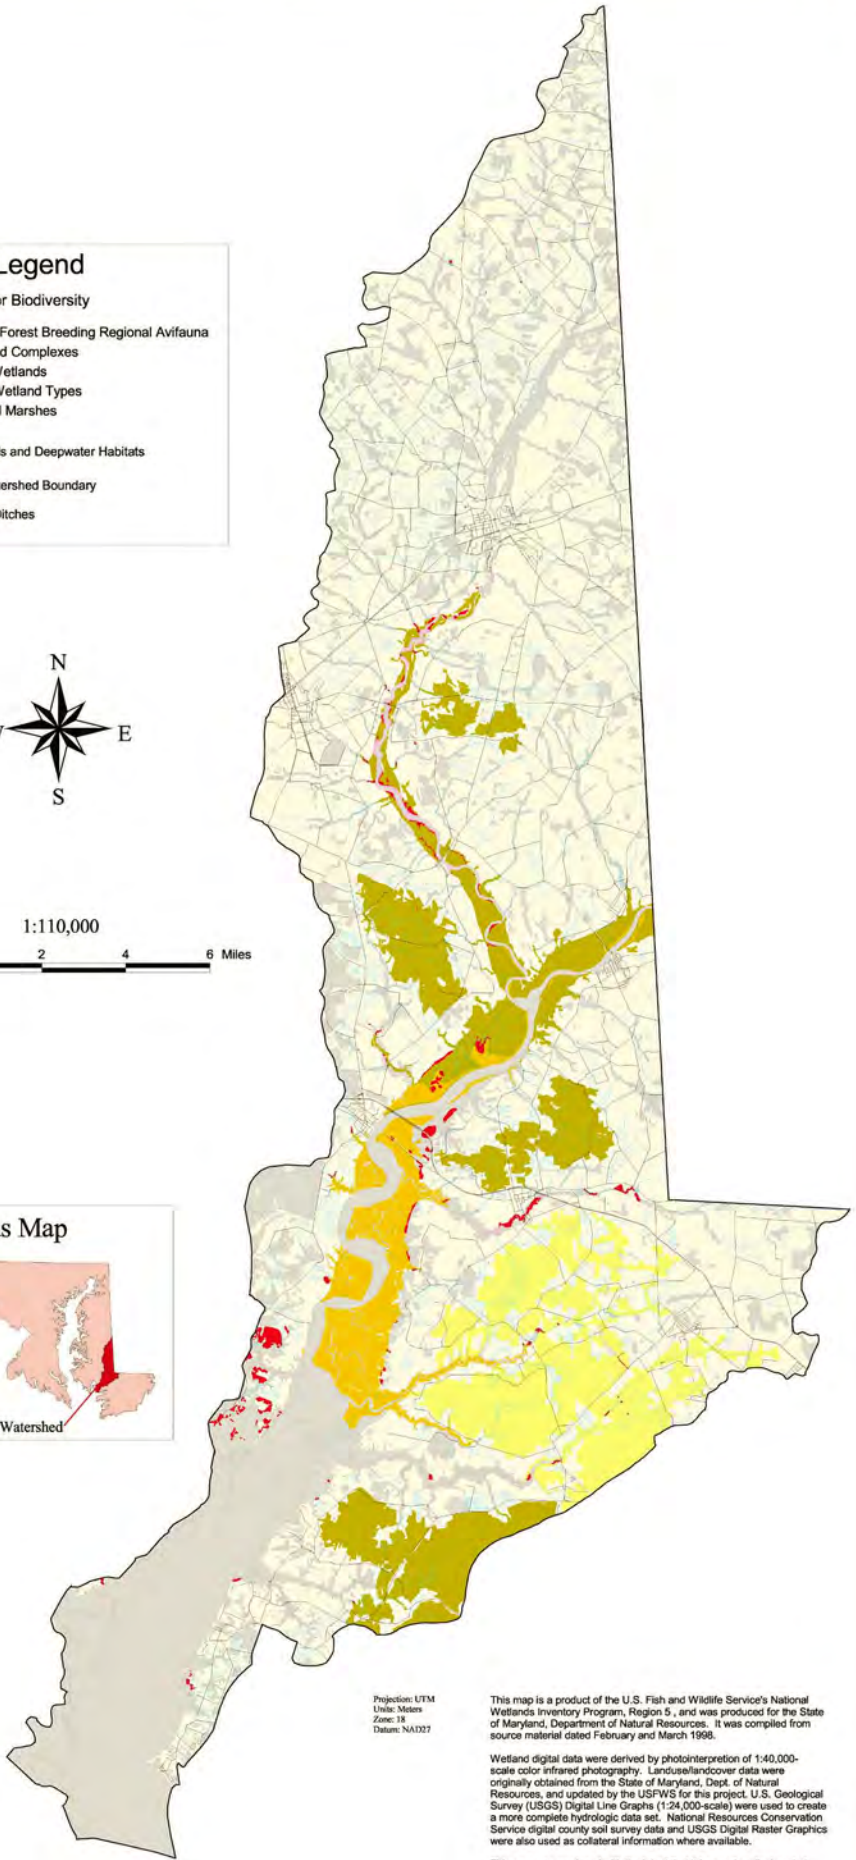 Legend
or Biodiversity
Forest Breeding Regional Avifauna
d Complexes
Wetlands
Wetland Types
Marshes
s and Deepwater Habitats
tershed Boundary
Ditches
N
E
S
1:110,000
2 4 6 Miles
s Map
Watershed
Projection: UTM
Units: Meters
Zone: 18
Datum: NAD27
This map is a product of the U.S. Fish and Wildlife Service's National
Wetlands Inventory Program, Region 5 , and was produced for the State
of Maryland, Department of Natural Resources. It was compiled from
source material dated February and March 1998.
Wetland digital data were derived by photointerpretion of 1:40,000-
scale color infrared photography. Landuse/landcover data were
originally obtained from the State of Maryland, Dept. of Natural
Resources, and updated by the USFWS for this project. U.S. Geological
Survey (USGS) Digital Line Graphs (1:24,000-scale) were used to create
a more complete hydrologic data set. National Resources Conservation
Service digital county soil survey data and USGS Digital Raster Graphics
were also used as collateral information where available.